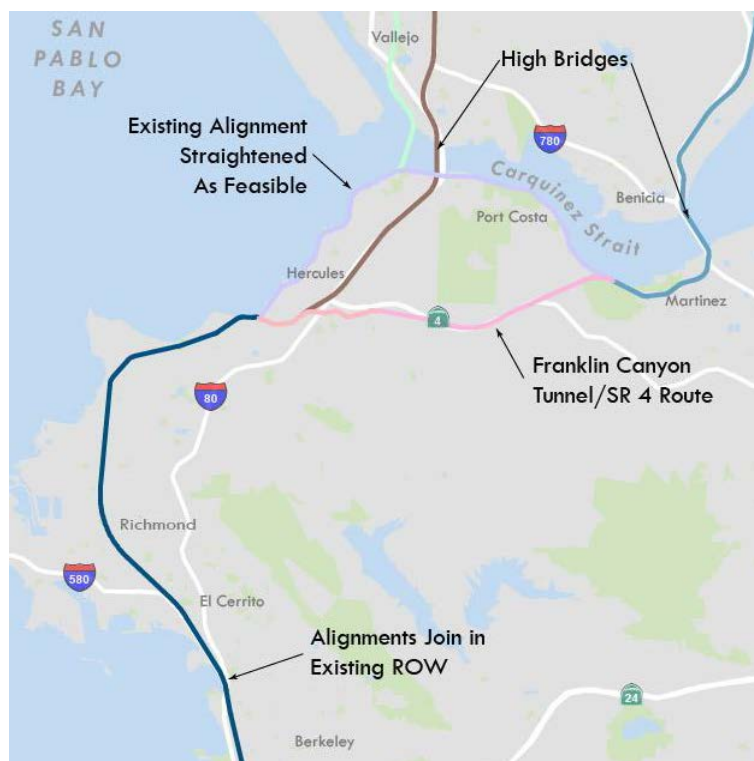 SAN
PABLO
BAY
Vallejo
High Bridges
780
Existing Alignment
Straightened
As Feasible
Carquinez Strait
Benicia
Port Costa
Hercules
Martinez
4
Franklin Canyon
Tunnel/SR 4 Route
80
Richmond
580
El Cerrito
Alignments Join in
Existing ROW
24
Berkeley